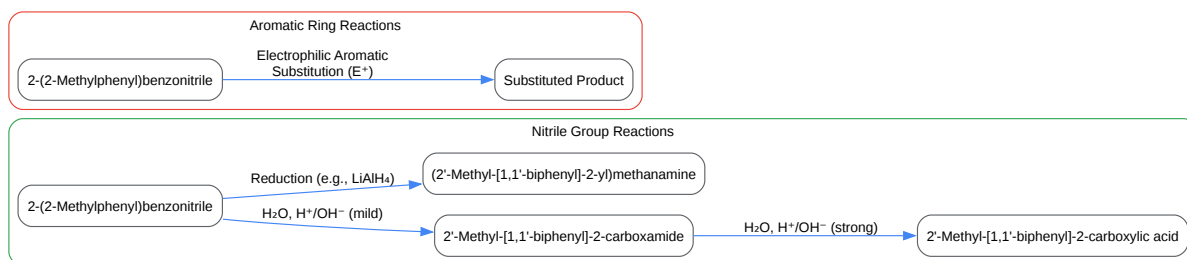 Aromatic Ring Reactions
Electrophilic Aromatic
Substitution (E⁺)
2-(2-Methylphenyl)benzonitrile
Substituted Product
Nitrile Group Reactions
Reduction (e.g., LiAlH₄)
(2'-Methyl-[1,1'-biphenyl]-2-yl)methanamine
2-(2-Methylphenyl)benzonitrile
H₂O, H⁺/OH⁻ (mild)
2'-Methyl-[1,1'-biphenyl]-2-carboxamide
H₂O, H⁺/OH⁻ (strong)
2'-Methyl-[1,1'-biphenyl]-2-carboxylic acid